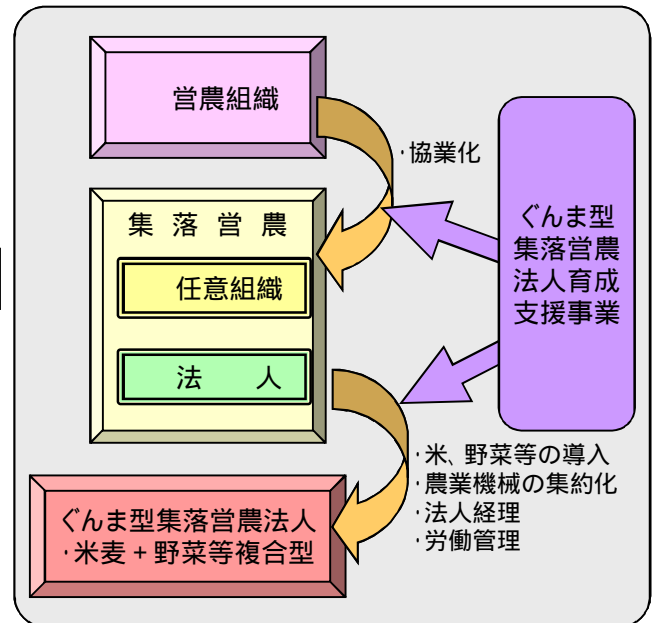 営農組織
・協業化
集落営農
任意組織
法　人
ぐんま型
集落営農
法人育成
支援事業
・米、野菜等の導入
・農業機械の集約化
・法人経理
・労働管理
ぐんま型集落営農法人
・米麦＋野菜等複合型